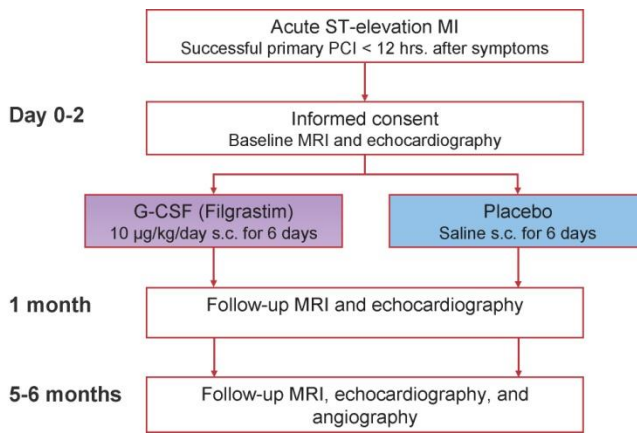 Acute ST-elevation MI
Successful primary PCI < 12 hrs. after symptoms
Day 0-2
Informed consent
Baseline MRI and echocardiography
G-CSF (Filgrastim)
10 µg/kg/day s.c. for 6 days
Placebo
Saline s.c. for 6 days
1 month
Follow-up MRI and echocardiography
5-6 months
Follow-up MRI, echocardiography, and
angiography